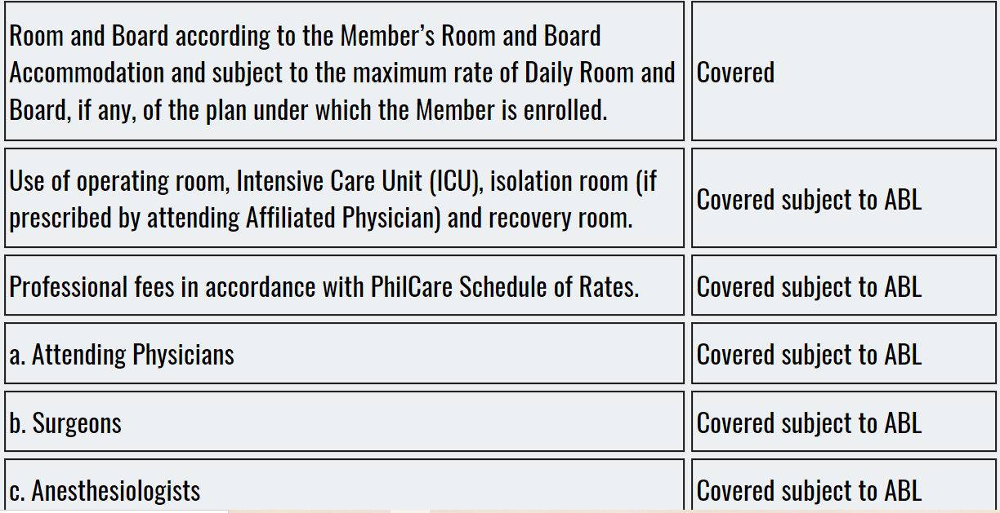 Room and Board according to the Member’s Room and Board
Accommodation and subject to the maximum rate of Daily Room and
Board, if any, of the plan under which the Member is enrolled.
Covered
Use of operating room, Intensive Care Unit (ICU), isolation room (if
prescribed by attending Affiliated Physician) and recovery room.
Covered subject to ABL
Professional fees in accordance with PhilCare Schedule of Rates.
Covered subject to ABL
a. Attending Physicians
Covered subject to ABL
b. Surgeons
Covered subject to ABL
c. Anesthesiologists
Covered subject to ABL